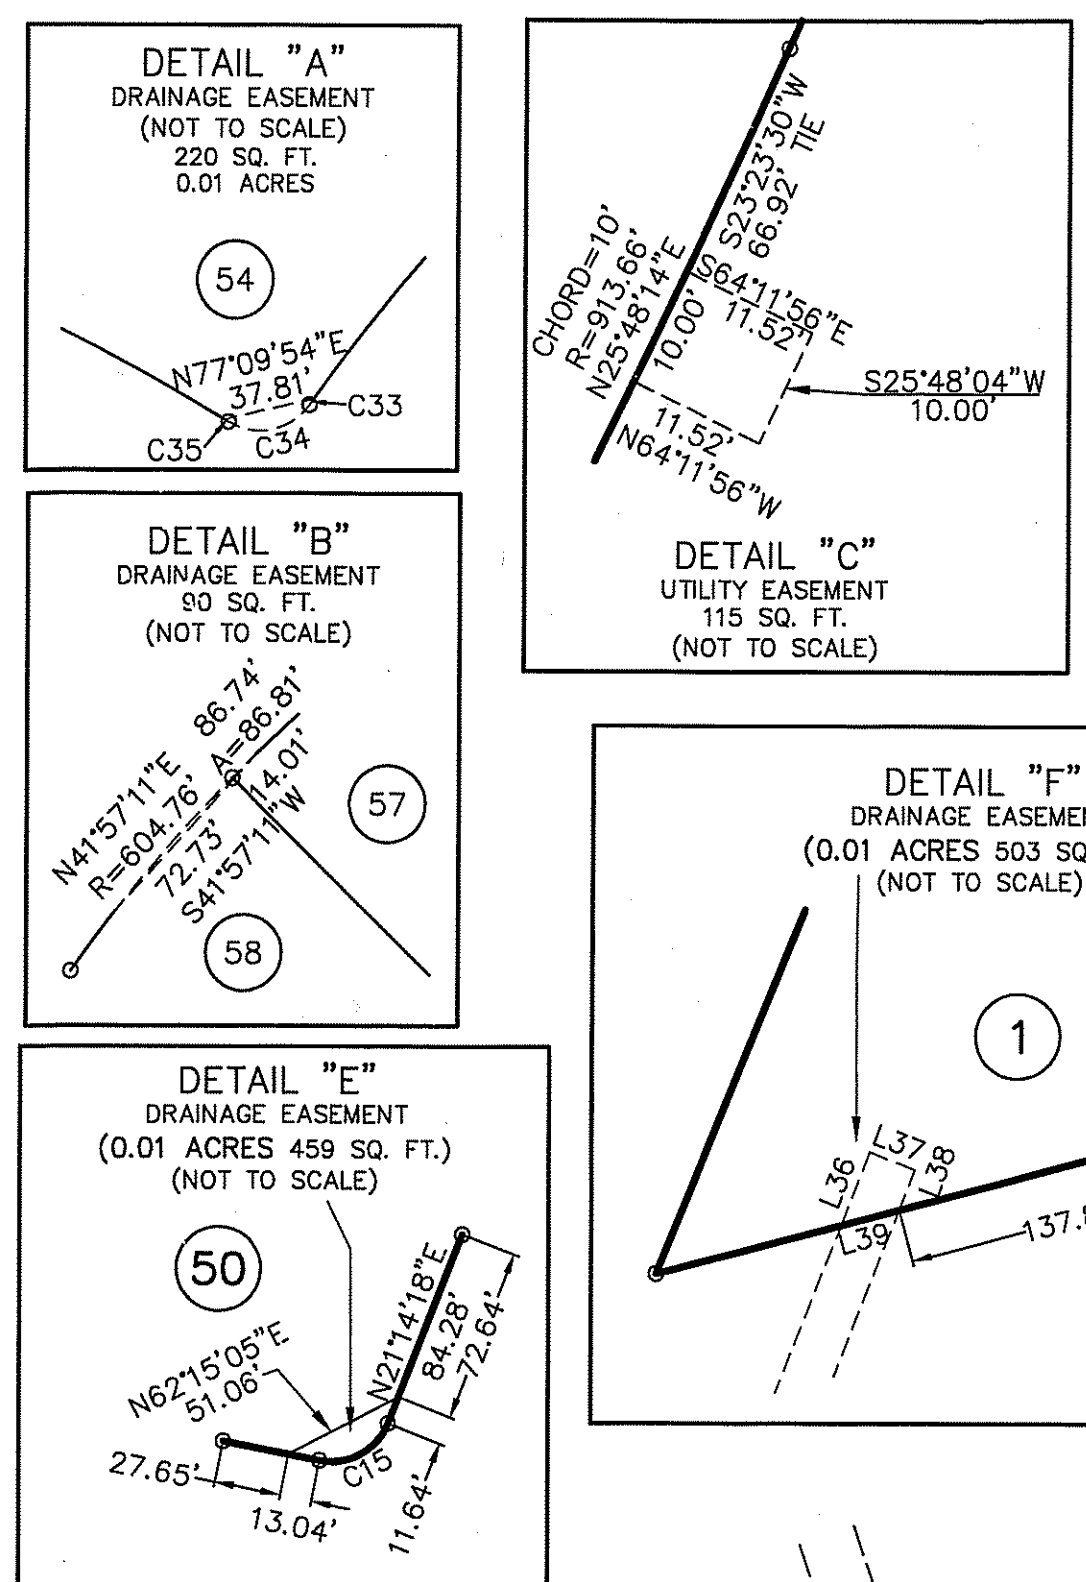 DETAIL "A"
DRAINAGE EASEMENT
(NOT TO SCALE)
220 SQ. FT.
0.01 ACRES
54
N77°09'54"E
37.81'
C33
C34
C35
DETAIL "B"
DRAINAGE EASEMENT
90 SQ. FT.
(NOT TO SCALE)
N41°57'11"E 86.74'
R=604.76' A=86.81'
72.73' 14.01'
S41°57'11"W
57
58
S23°23'30"W
66.92' TIE
CHORD=10'
R=913.66'
N25°48'14"E
10.00'
S64°11'56"E
11.52'
S25°48'04"W
10.00'
11.52'
N64°11'56"W
DETAIL "C"
UTILITY EASEMENT
115 SQ. FT.
(NOT TO SCALE)
DETAIL "E"
DRAINAGE EASEMENT
(0.01 ACRES 459 SQ. FT.)
(NOT TO SCALE)
50
N62°15'05"E
51.06'
N21°14'18"E
84.28'
72.64'
27.65'
13.04'
C15
11.64'
DETAIL "F"
DRAINAGE EASEME
(0.01 ACRES 503 SQ
(NOT TO SCALE)
1
L36
L37
L38
L39
137.